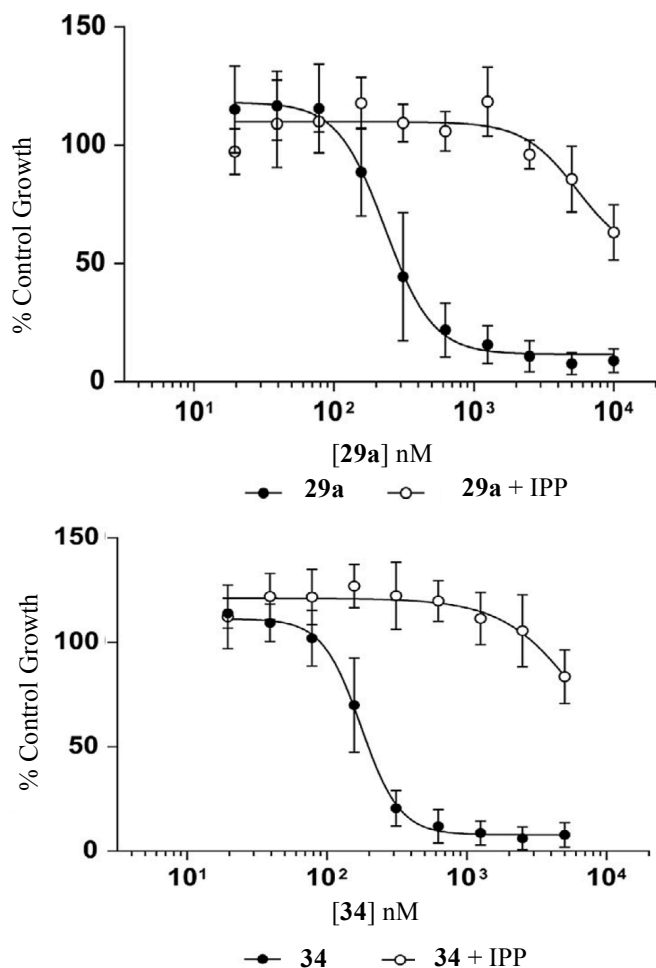 150
100
50
0
% Control Growth
10¹ 10² 10³ 10⁴
[29a] nM
29a 29a + IPP
150
100
50
0
% Control Growth
10¹ 10² 10³ 10⁴
[34] nM
34 34 + IPP